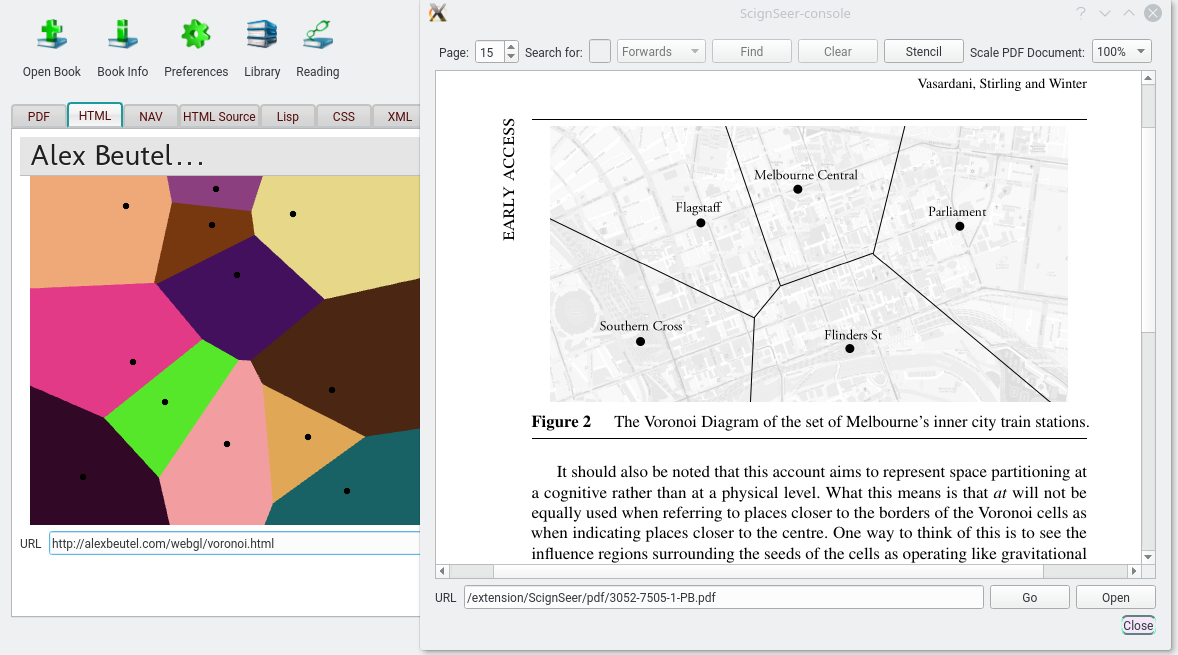 Open Book
Book Info
Preferences
Library
Reading
PDF
HTML
NAV
HTML Source
Lisp
CSS
XML
Alex Beutel...
URL
http://alexbeutel.com/webgl/voronoi.html
ScignSeer-console
Page: 15 Search for: Forwards Find Clear Stencil Scale PDF Document: 100%
Vasardani, Stirling and Winter
EARLY ACCESS
Melbourne Central
Flagstaff
Parliament
Southern Cross
Flinders St
Figure 2 The Voronoi Diagram of the set of Melbourne's inner city train stations.
It should also be noted that this account aims to represent space partitioning at
a cognitive rather than at a physical level. What this means is that at will not be
equally used when referring to places closer to the borders of the Voronoi cells as
when indicating places closer to the centre. One way to think of this is to see the
influence regions surrounding the seeds of the cells as operating like gravitational
URL /extension/ScignSeer/pdf/3052-7505-1-PB.pdf Go Open
Close